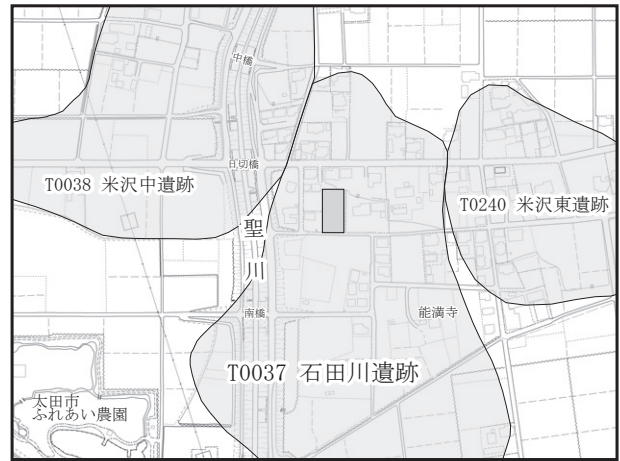 中橋
日切橋
T0038 米沢中遺跡
T0240 米沢東遺跡
聖川
南橋
能満寺
T0037 石田川遺跡
太田市
ふれあい農園